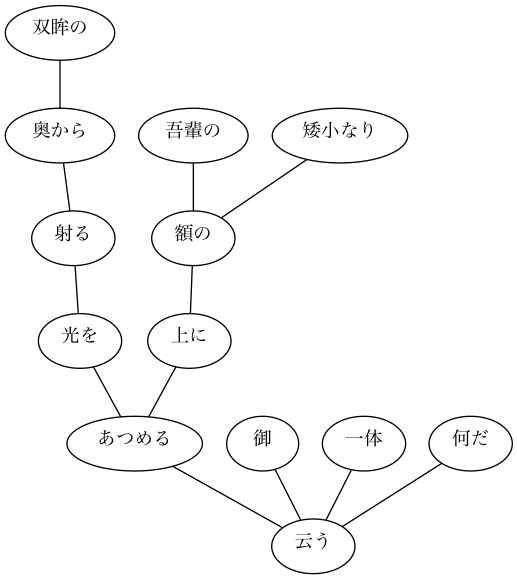 双眸の
奥から
吾輩の
矮小なり
射る
額の
光を
上に
あつめる
御
一体
何だ
云う